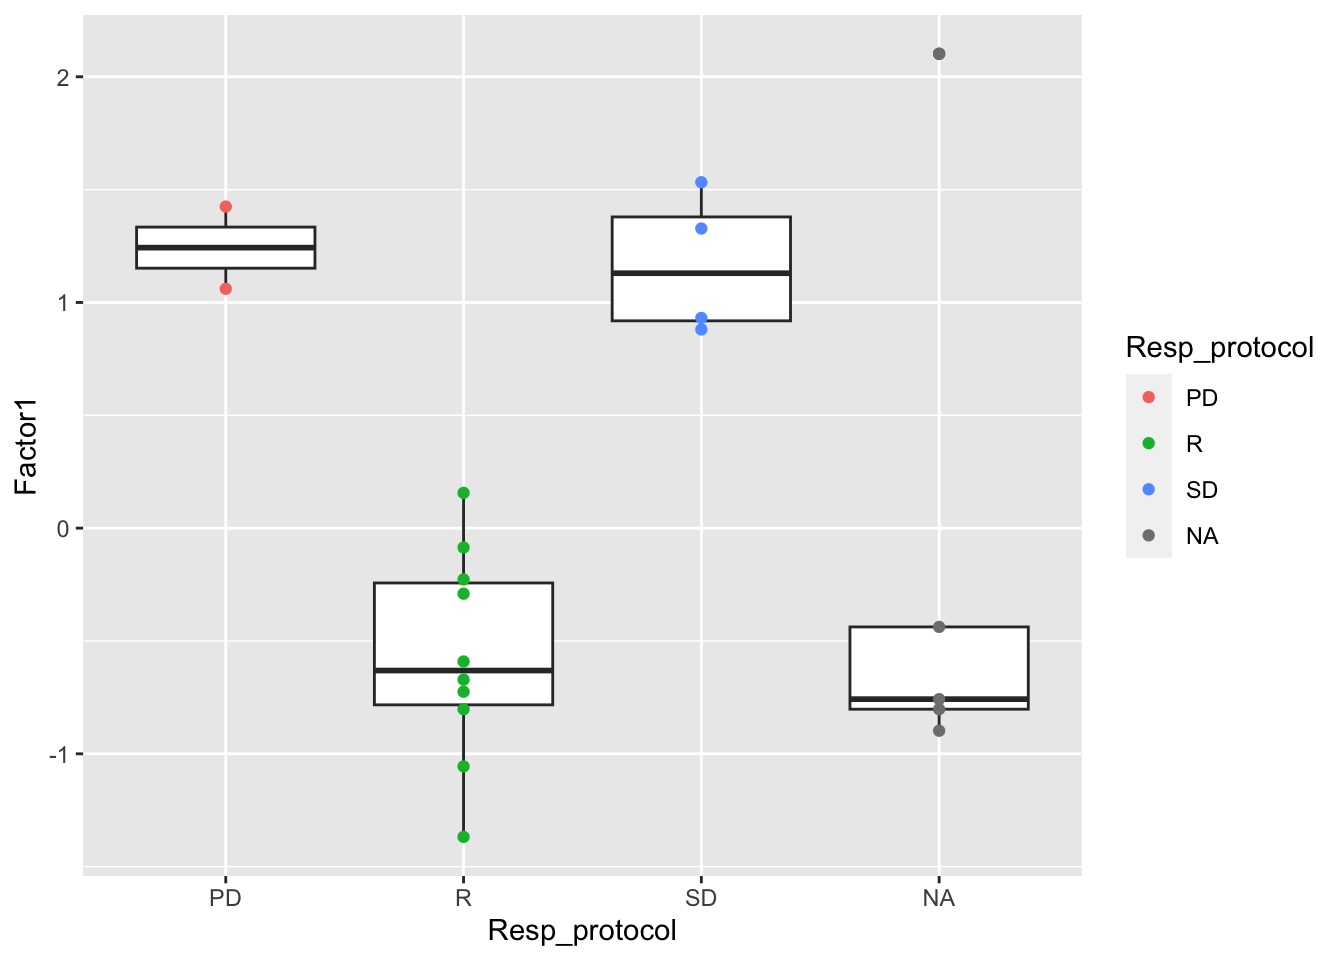 Factor1
2
1
0
-1
PD R SD NA
Resp_protocol
Resp_protocol
PD
R
SD
NA